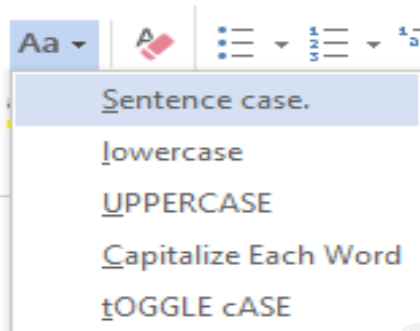 Aa
Sentence case.
lowercase
UPPERCASE
Capitalize Each Word
tOGGLE cASE